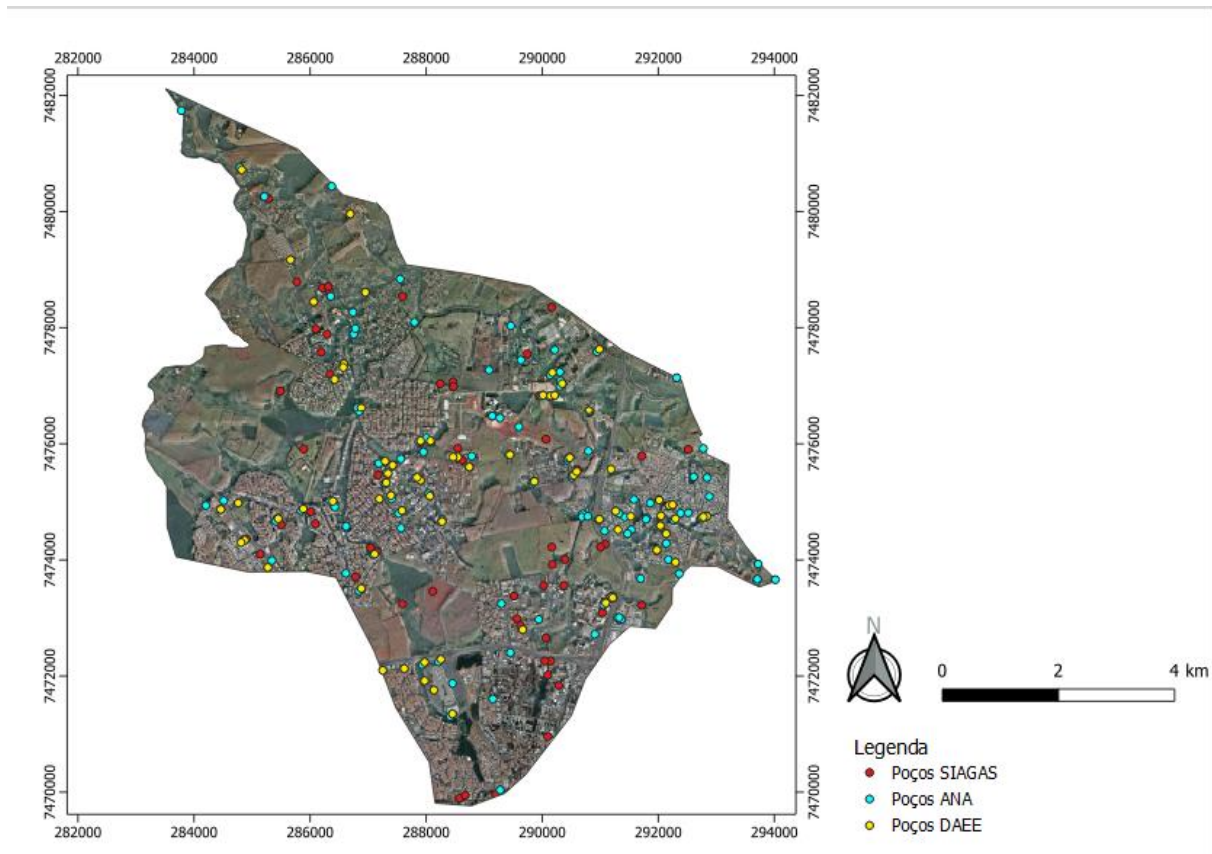 282000 284000 286000 288000 290000 292000 294000
7482000 7482000
7480000 7480000
7478000 7478000
7476000 7476000
7474000 7474000
7472000 7472000
7470000 7470000
N
0 2 4 km
Legenda
Poços SIAGAS
Poços ANA
Poços DAEE
282000 284000 286000 288000 290000 292000 294000